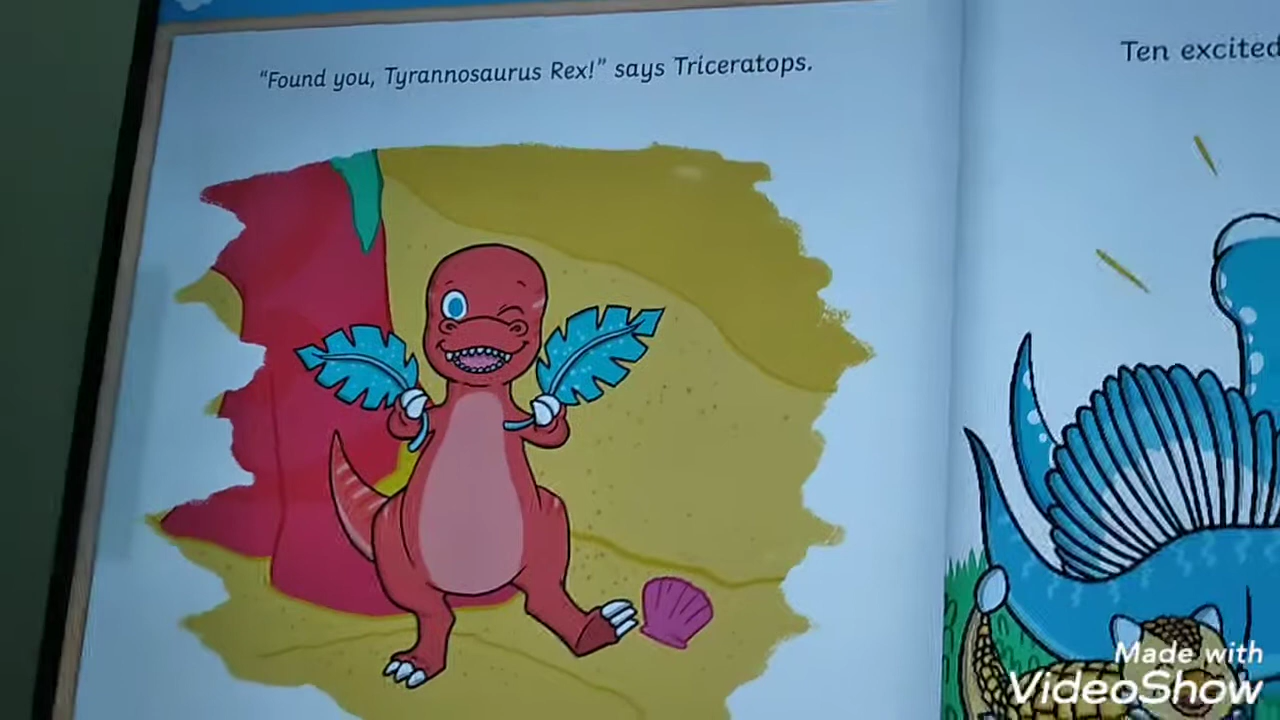 “Found you, Tyrannosaurus Rex!” says Triceratops.
Ten excited
Made with
VideoShow